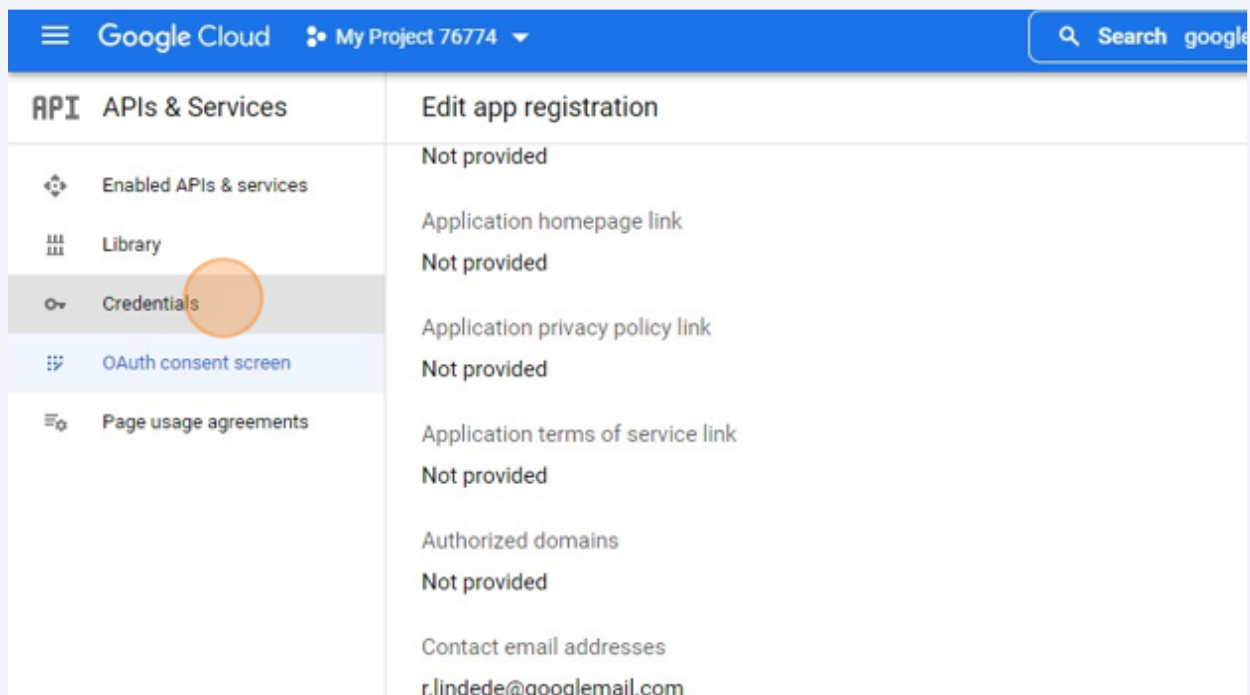 Google Cloud
My Project 76774
Search google
API APIs & Services
Edit app registration
Enabled APIs & services
Library
Credentials
OAuth consent screen
Page usage agreements
Not provided
Application homepage link
Not provided
Application privacy policy link
Not provided
Application terms of service link
Not provided
Authorized domains
Not provided
Contact email addresses
r.lindede@googlemail.com